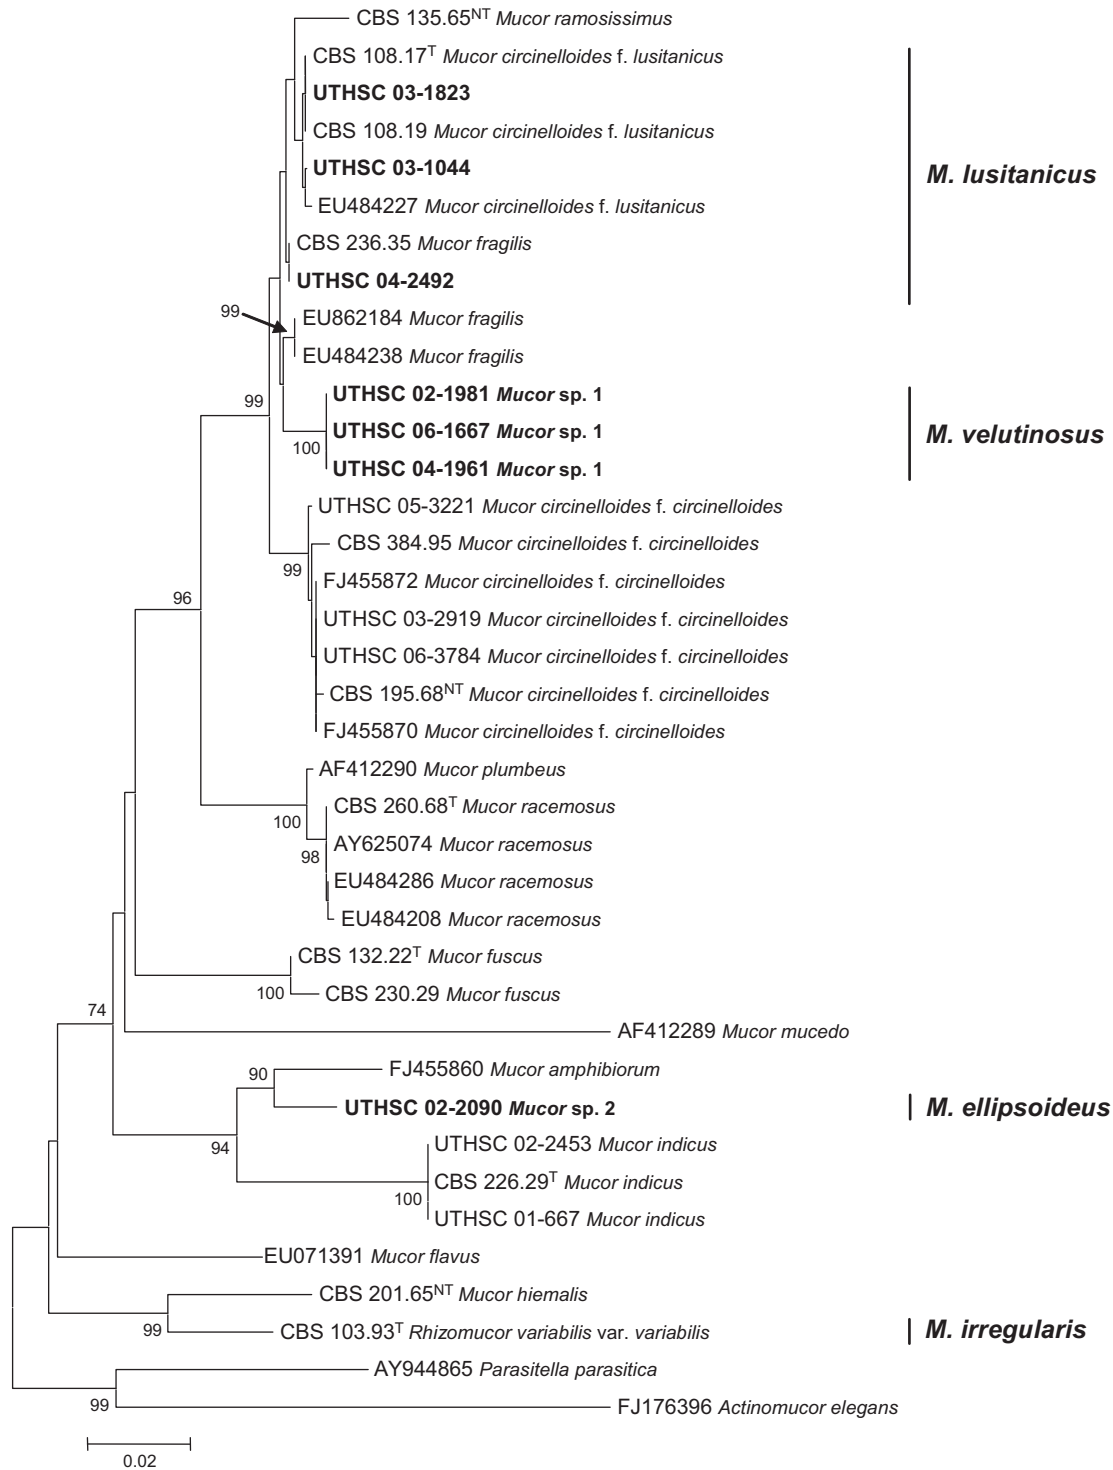 CBS 135.65NT Mucor ramosissimus
CBS 108.17T Mucor circinelloides f. lusitanicus
UTHSC 03-1823
CBS 108.19 Mucor circinelloides f. lusitanicus
UTHSC 03-1044
M. lusitanicus
EU484227 Mucor circinelloides f. lusitanicus
CBS 236.35 Mucor fragilis
UTHSC 04-2492
99
EU862184 Mucor fragilis
EU484238 Mucor fragilis
UTHSC 02-1981 Mucor sp. 1
99
UTHSC 06-1667 Mucor sp. 1
M. velutinosus
100
UTHSC 04-1961 Mucor sp. 1
UTHSC 05-3221 Mucor circinelloides f. circinelloides
CBS 384.95 Mucor circinelloides f. circinelloides
99
FJ455872 Mucor circinelloides f. circinelloides
96
UTHSC 03-2919 Mucor circinelloides f. circinelloides
UTHSC 06-3784 Mucor circinelloides f. circinelloides
CBS 195.68NT Mucor circinelloides f. circinelloides
FJ455870 Mucor circinelloides f. circinelloides
AF412290 Mucor plumbeus
CBS 260.68T Mucor racemosus
100
AY625074 Mucor racemosus
98
EU484286 Mucor racemosus
EU484208 Mucor racemosus
CBS 132.22T Mucor fuscus
100
CBS 230.29 Mucor fuscus
74
AF412289 Mucor mucedo
FJ455860 Mucor amphibiorum
90
UTHSC 02-2090 Mucor sp. 2
M. ellipsoideus
94
UTHSC 02-2453 Mucor indicus
CBS 226.29T Mucor indicus
100
UTHSC 01-667 Mucor indicus
EU071391 Mucor flavus
CBS 201.65NT Mucor hiemalis
99
CBS 103.93T Rhizomucor variabilis var. variabilis
M. irregularis
AY944865 Parasitella parasitica
99
FJ176396 Actinomucor elegans
0.02